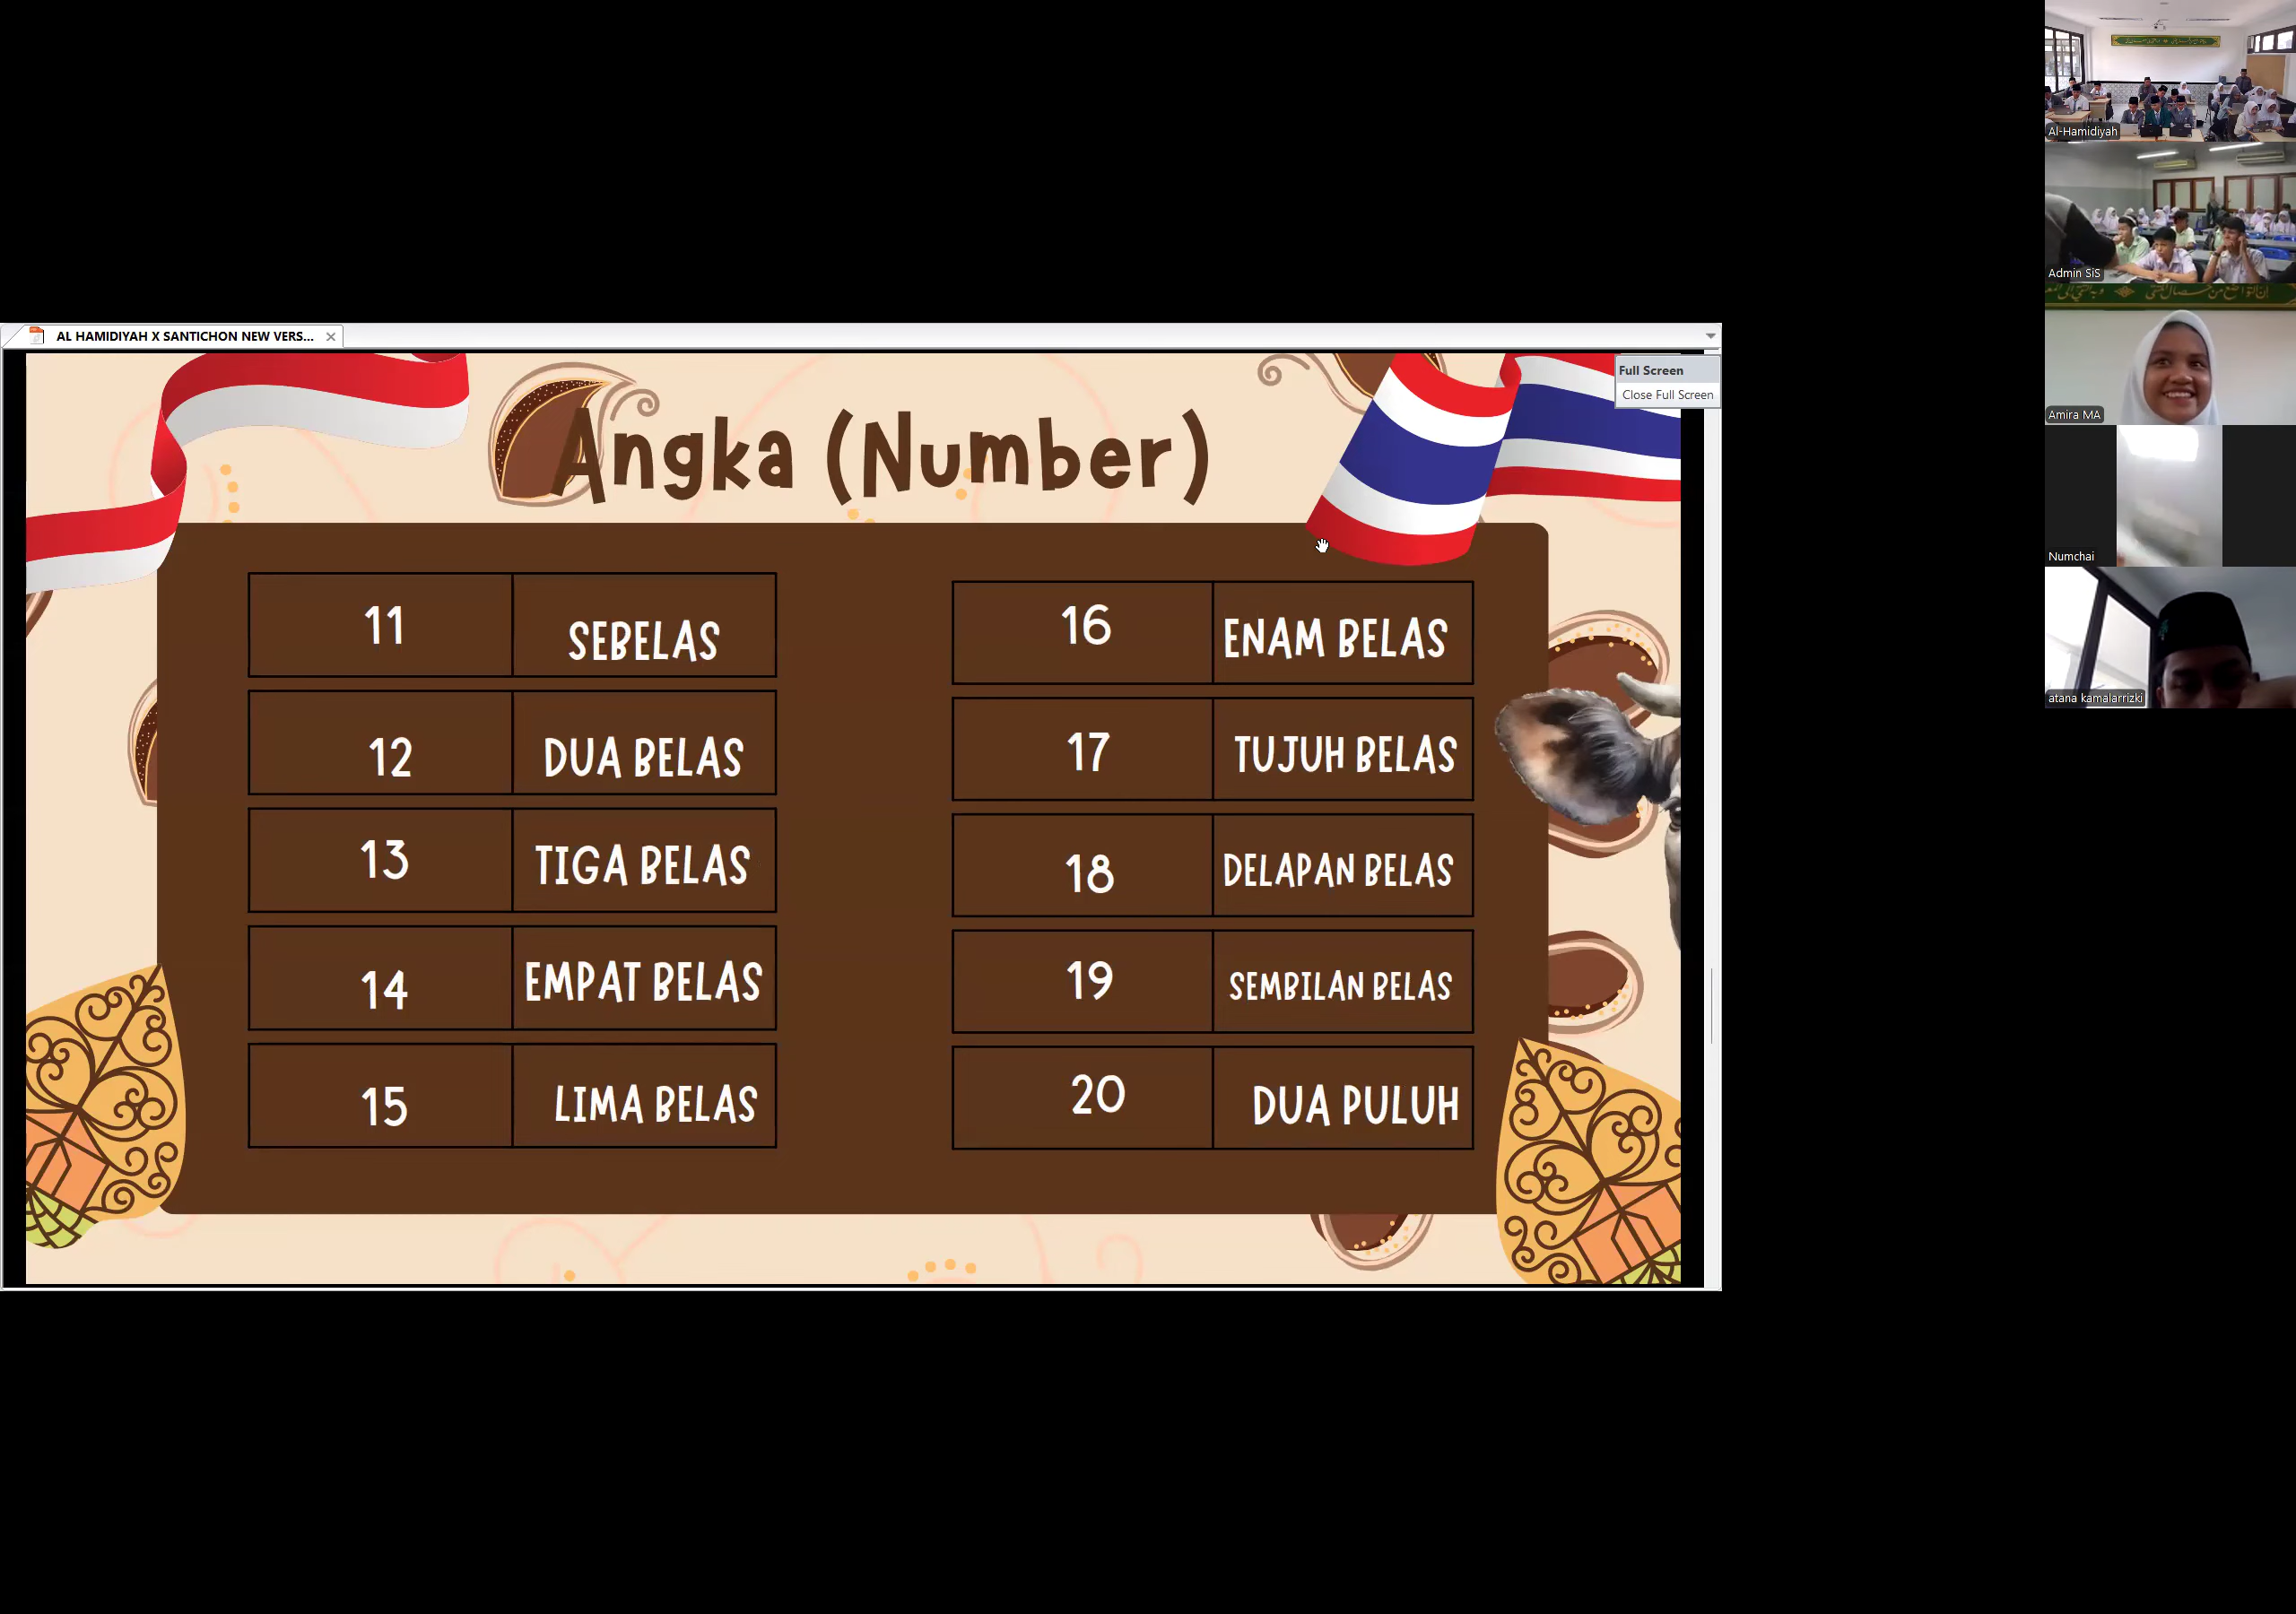 AL HAMIDIYAH X SANTICHON NEW VERS...
Full Screen
Close Full Screen
Angka (Number)
11 SEBELAS
12 DUA BELAS
13 TIGA BELAS
14 EMPAT BELAS
15 LIMA BELAS
16 ENAM BELAS
17 TUJUH BELAS
18 DELAPAN BELAS
19 SEMBILAN BELAS
20 DUA PULUH
Al-Hamidiyah
Admin SiS
Amira MA
Numchai
atana kamalarrizki